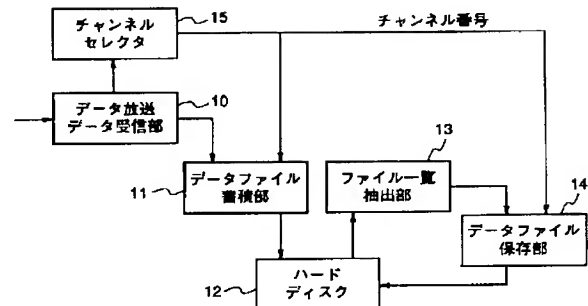 チャンネル
セレクタ
15
チャンネル番号
データ放送
データ受信部
10
データファイル
蓄積部
11
ファイル一覧
抽出部
13
データファイル
保存部
14
ハード
ディスク
12